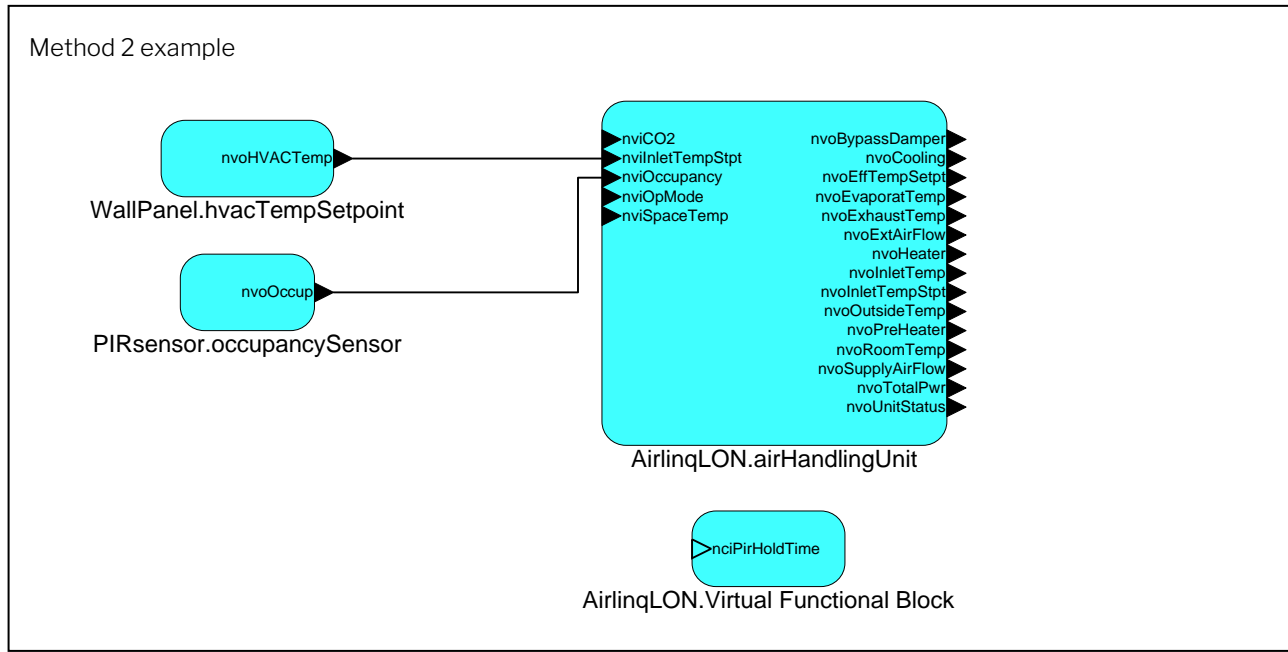 Method 2 example
nvoHVACTemp
WallPanel.hvacTempSetpoint
nvoOccup
PIRsensor.occupancySensor
nviCO2
nviInletTempStpt
nviOccupancy
nviOpMode
nviSpaceTemp
nvoBypassDamper
nvoCooling
nvoEffTempSetpt
nvoEvaporatTemp
nvoExhaustTemp
nvoExtAirFlow
nvoHeater
nvoInletTemp
nvoInletTempStpt
nvoOutsideTemp
nvoPreHeater
nvoRoomTemp
nvoSupplyAirFlow
nvoTotalPwr
nvoUnitStatus
AirlinqLON.airHandlingUnit
nciPirHoldTime
AirlinqLON.Virtual Functional Block